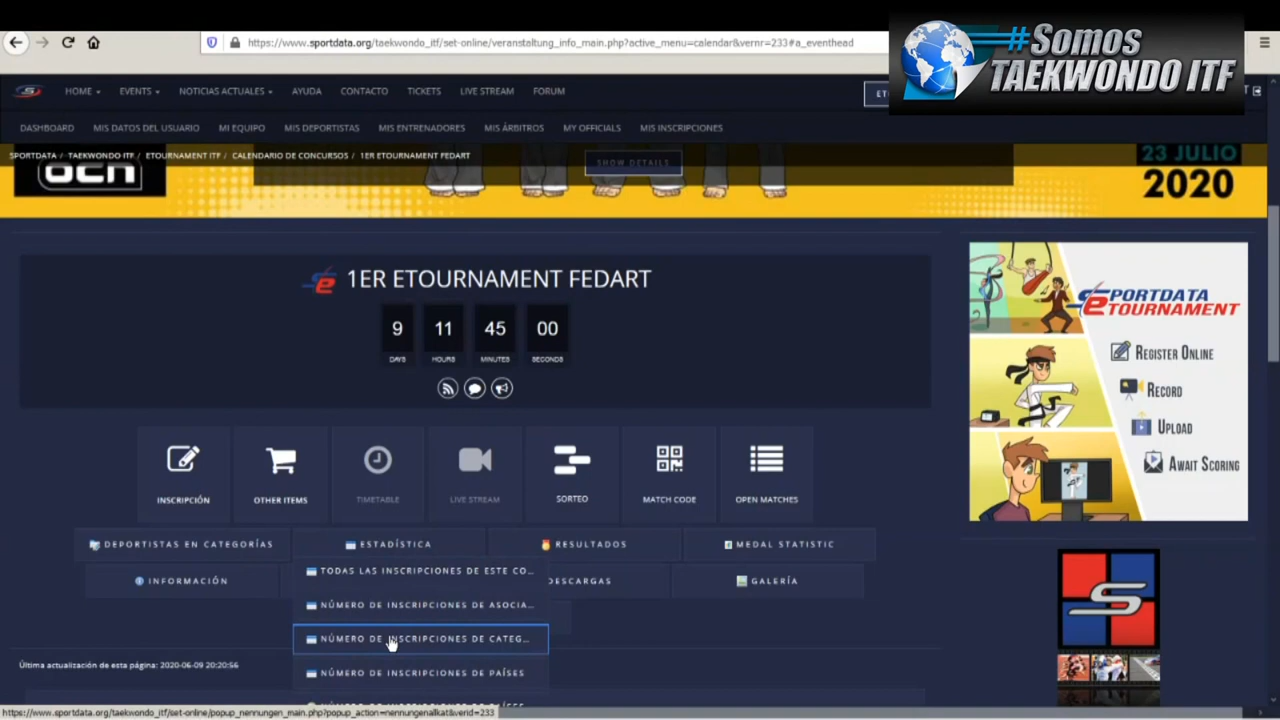 https://www.sportdata.org/taekwondo_itf/set-online/veranstaltung_info_main.php?active_menu=calendar&vernr=233#a_eventhead
#Somos
TAEKWONDO ITF
HOME EVENTS NOTICIAS ACTUALES AYUDA CONTACTO TICKETS LIVE STREAM FORUM
DASHBOARD MIS DATOS DEL USUARIO MI EQUIPO MIS DEPORTISTAS MIS ENTRENADORES MIS ÁRBITROS MY OFFICIALS MIS INSCRIPCIONES
SPORTDATA / TAEKWONDO ITF / ETOURNAMENT ITF / CALENDARIO DE CONCURSOS / 1ER ETOURNAMENT FEDART
SHOW DETAILS
OCN
23 JULIO
2020
1ER ETOURNAMENT FEDART
9 11 45 00
DAYS HOURS MINUTES SECONDS
SPORTDATA
ETOURNAMENT
REGISTER ONLINE
RECORD
UPLOAD
AWAIT SCORING
INSCRIPCIÓN OTHER ITEMS TIMETABLE LIVE STREAM SORTEO MATCH CODE OPEN MATCHES
DEPORTISTAS EN CATEGORÍAS ESTADÍSTICA RESULTADOS MEDAL STATISTIC
INFORMACIÓN DESCARGAS GALERÍA
TODAS LAS INSCRIPCIONES DE ESTE CO...
NÚMERO DE INSCRIPCIONES DE ASOCIA...
NÚMERO DE INSCRIPCIONES DE CATEG...
NÚMERO DE INSCRIPCIONES DE PAÍSES
Última actualización de esta página: 2020-06-09 20:20:56
https://www.sportdata.org/taekwondo_itf/set-online/popup_nennungen_main.php?popup_action=nennungenallkat&verid=233